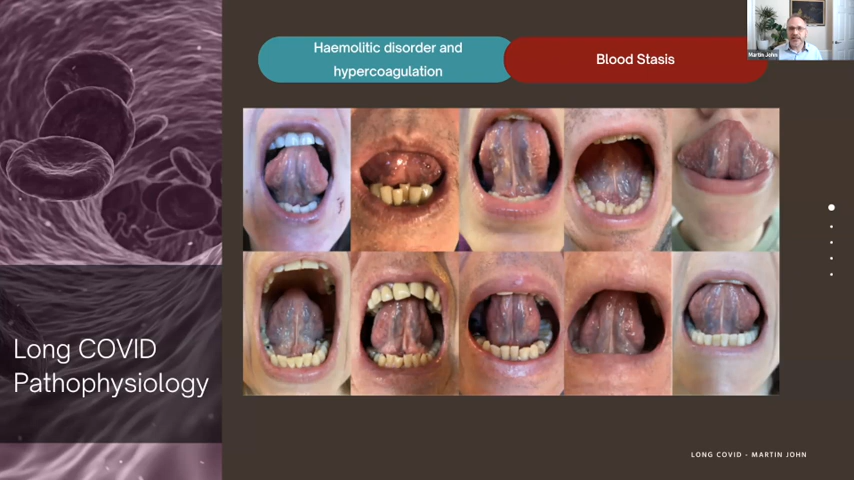 Haemolitic disorder and
hypercoagulation
Blood Stasis
Martin John
Long COVID
Pathophysiology
LONG COVID - MARTIN JOHN